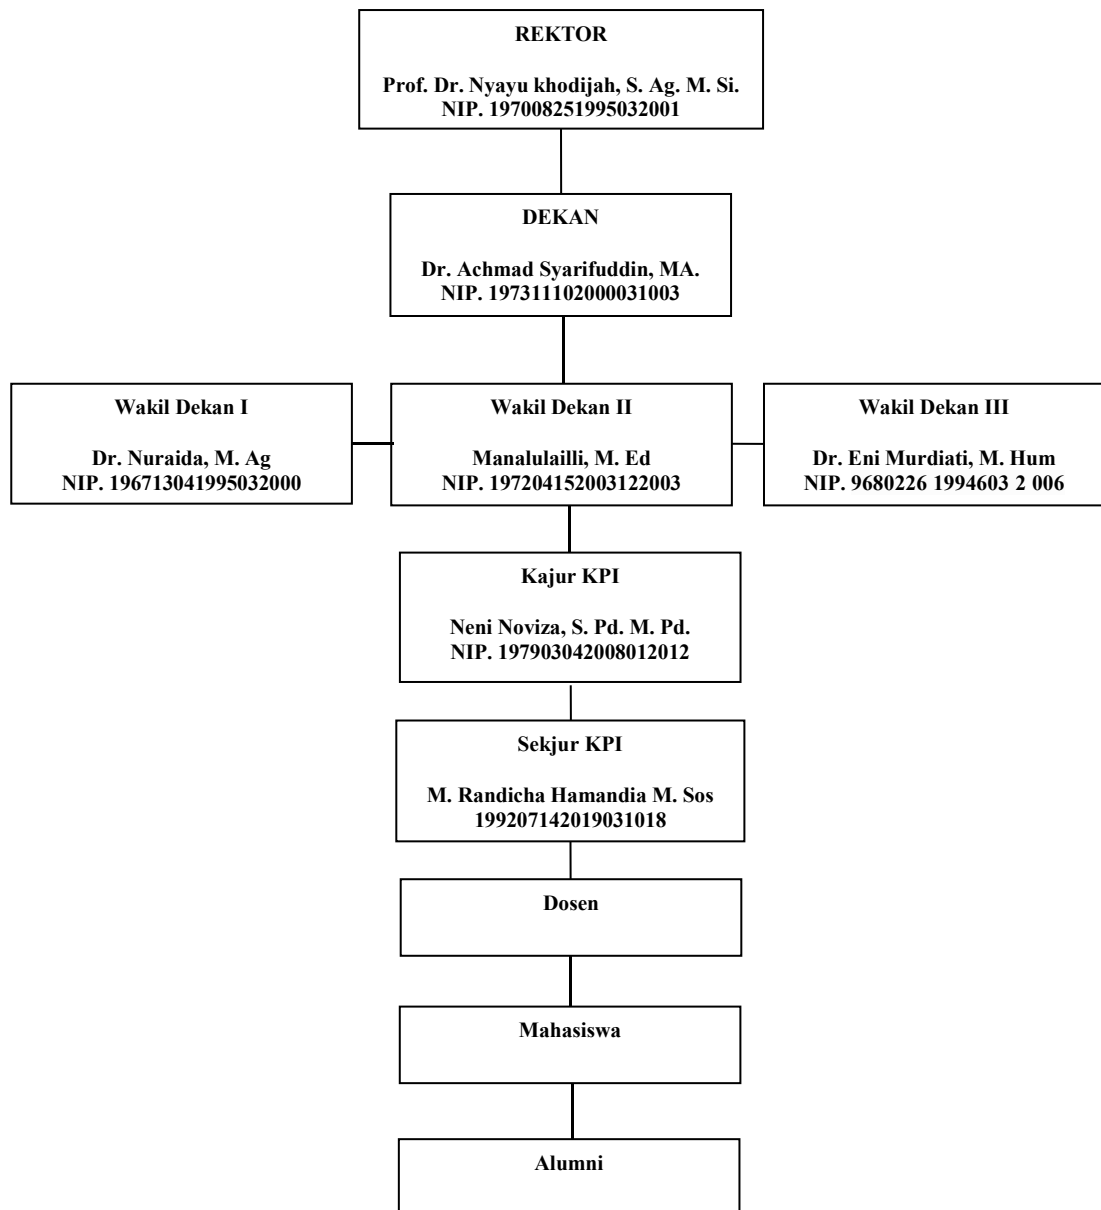 REKTOR
Prof. Dr. Nyayu khodijah, S. Ag. M. Si.
NIP. 197008251995032001
DEKAN
Dr. Achmad Syarifuddin, MA.
NIP. 197311102000031003
Wakil Dekan I
Dr. Nuraida, M. Ag
NIP. 196713041995032000
Wakil Dekan II
Manalulailli, M. Ed
NIP. 197204152003122003
Wakil Dekan III
Dr. Eni Murdiati, M. Hum
NIP. 9680226 1994603 2 006
Kajur KPI
Neni Noviza, S. Pd. M. Pd.
NIP. 197903042008012012
Sekjur KPI
M. Randicha Hamandia M. Sos
199207142019031018
Dosen
Mahasiswa
Alumni